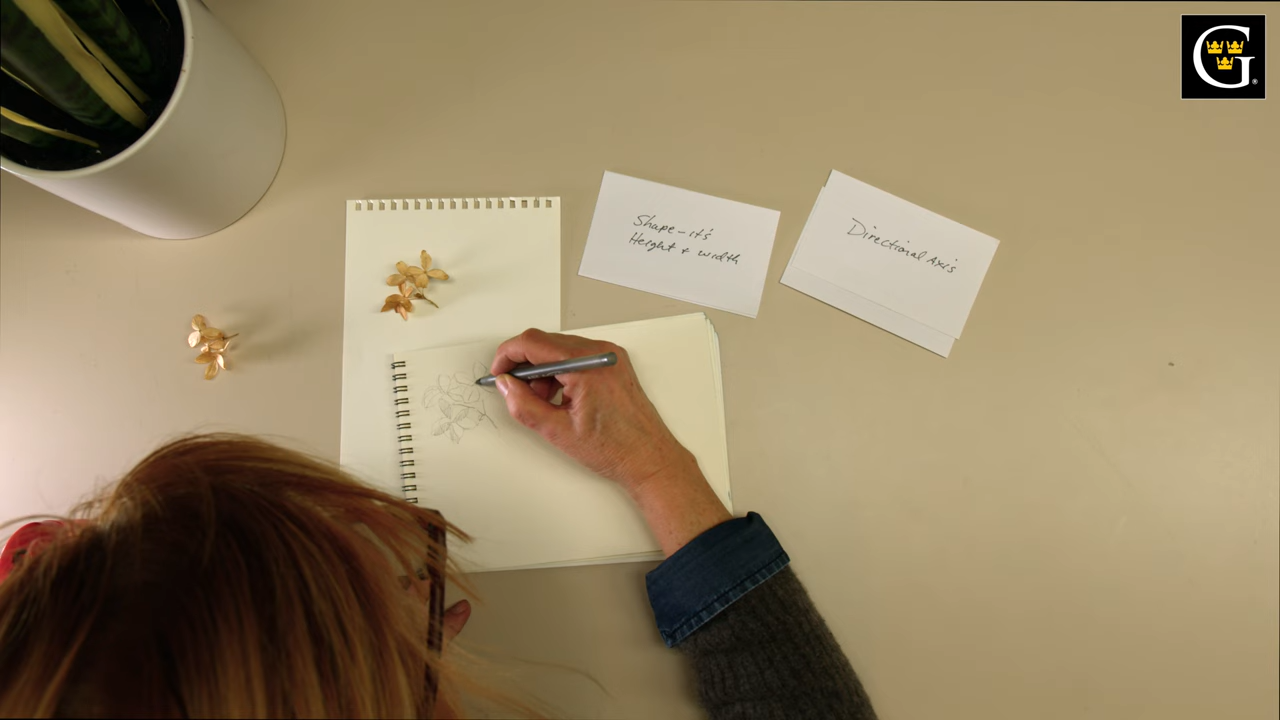 G
Shape - it's
Height + width
Directional Axis